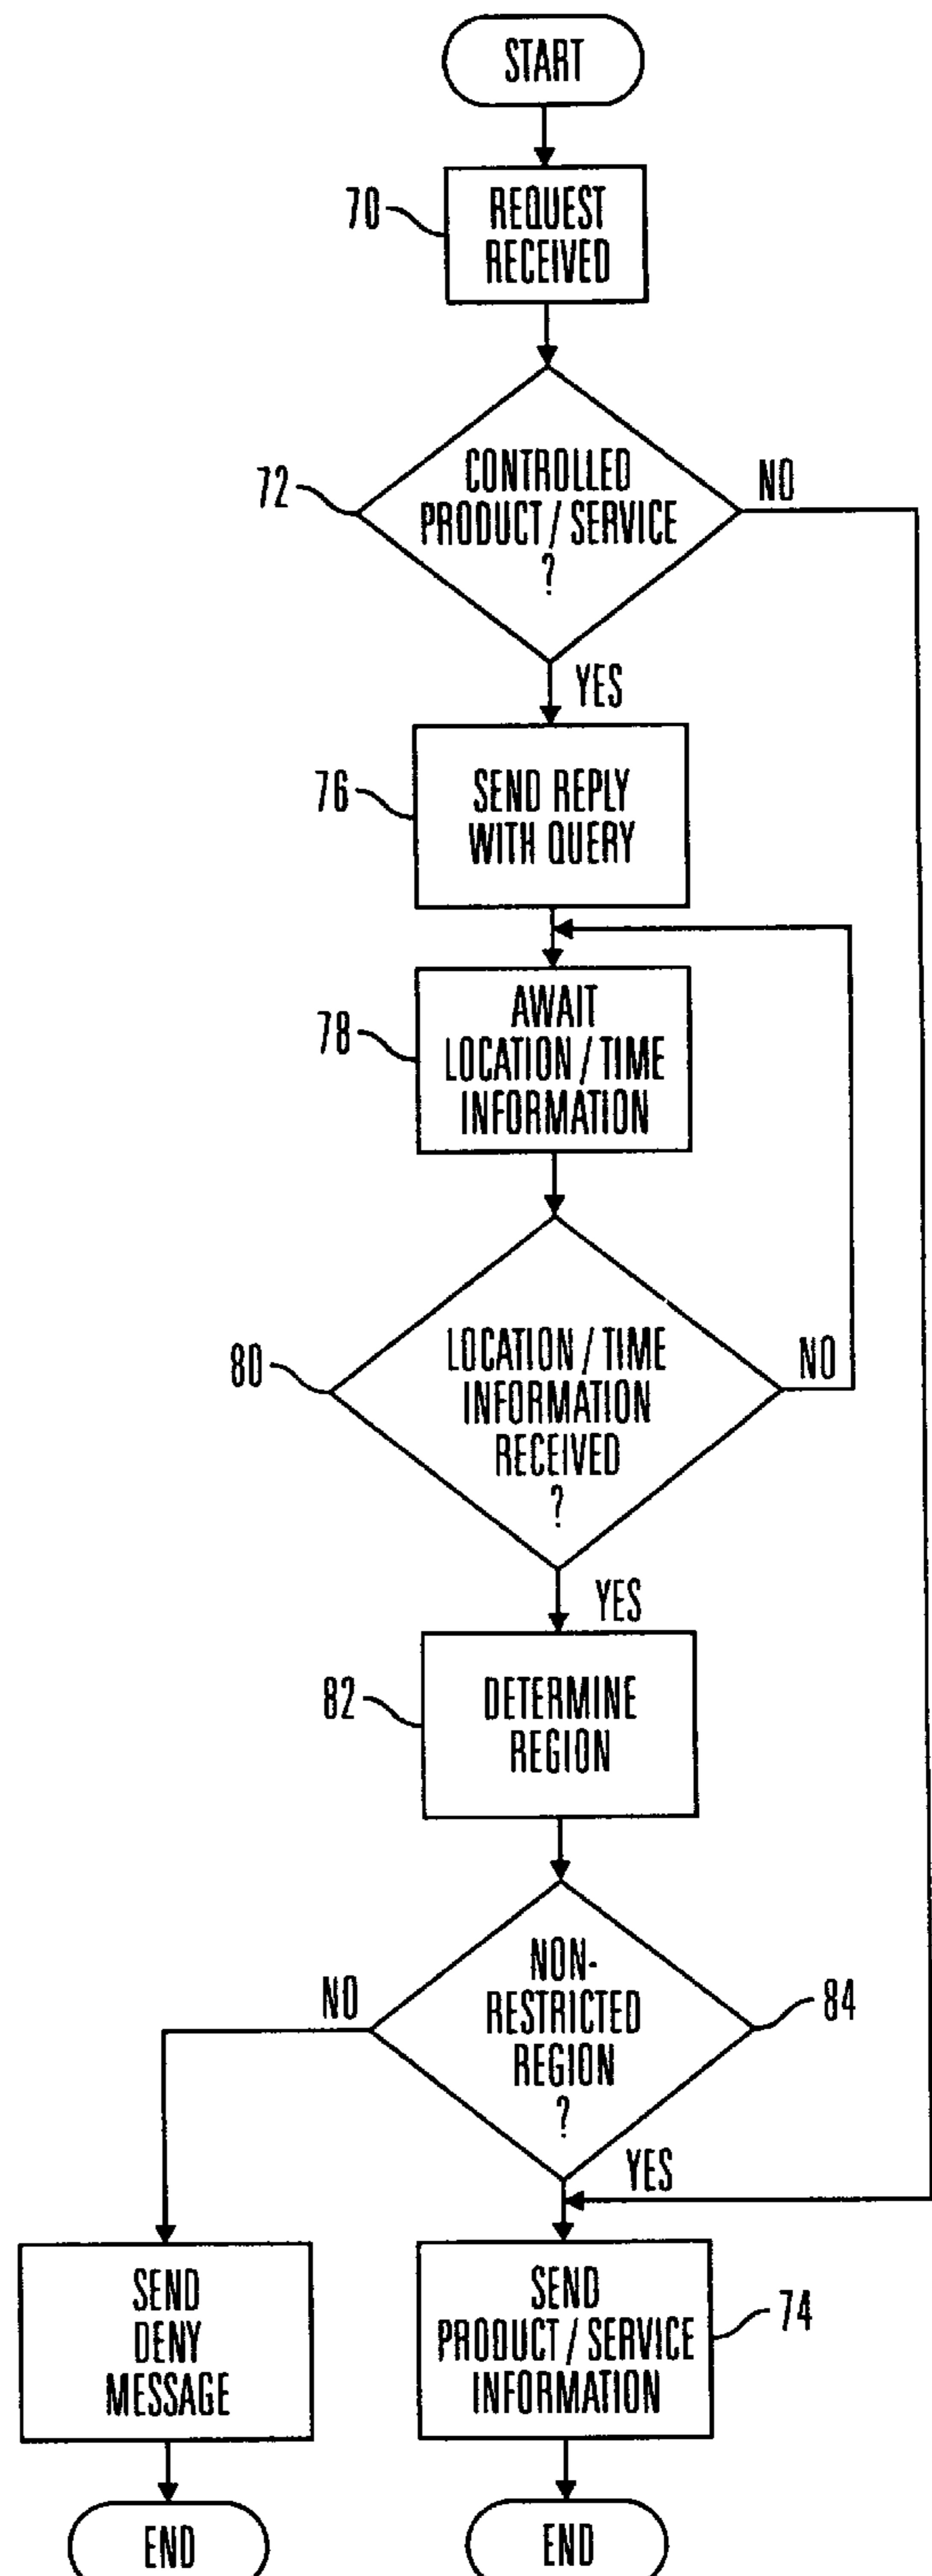 START
70
REQUEST
RECEIVED
72
CONTROLLED
PRODUCT / SERVICE
?
NO
YES
76
SEND REPLY
WITH QUERY
78
AWAIT
LOCATION / TIME
INFORMATION
80
LOCATION / TIME
INFORMATION
RECEIVED
?
NO
YES
82
DETERMINE
REGION
NON-
RESTRICTED
REGION
?
84
NO
YES
SEND
DENY
MESSAGE
SEND
PRODUCT / SERVICE
INFORMATION
74
END
END